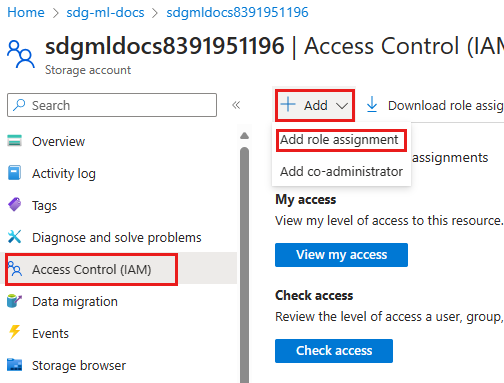 Home > sdg-ml-docs > sdgmldocs8391951196
sdgmldocs8391951196 | Access Control (IAM
Storage account
Search
Overview
Activity log
Tags
Diagnose and solve problems
Access Control (IAM)
Data migration
Events
Storage browser
Add
Download role assig
Add role assignment
assignments
Add co-administrator
My access
View my level of access to this resource.
View my access
Check access
Review the level of access a user, group,
Check access